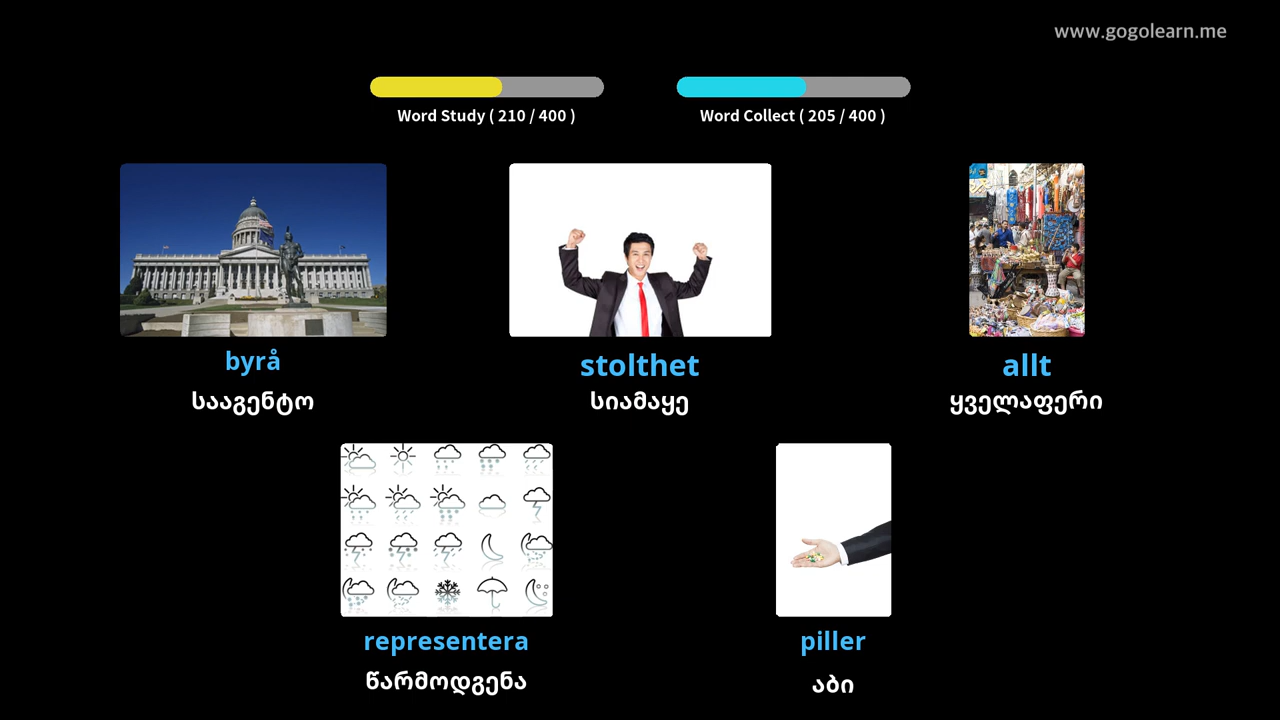 www.gogolearn.me
Word Study ( 210 / 400 )
Word Collect ( 205 / 400 )
byrå
stolthet
allt
სააგენტო
სიამაყე
ყველაფერი
representera
piller
წარმოდგენა
აბი